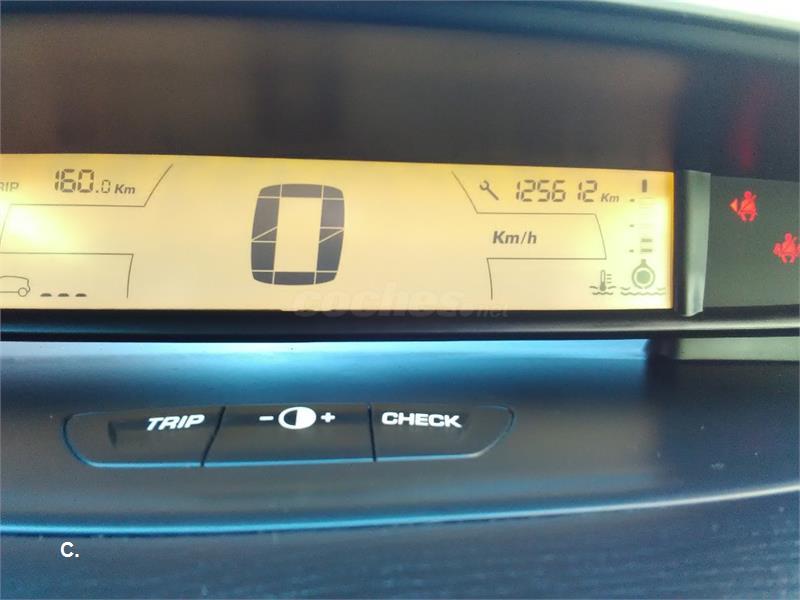 RIP 160.0 Km
125612 Km
0
Km/h
---
coches.net
TRIP - + CHECK
C.